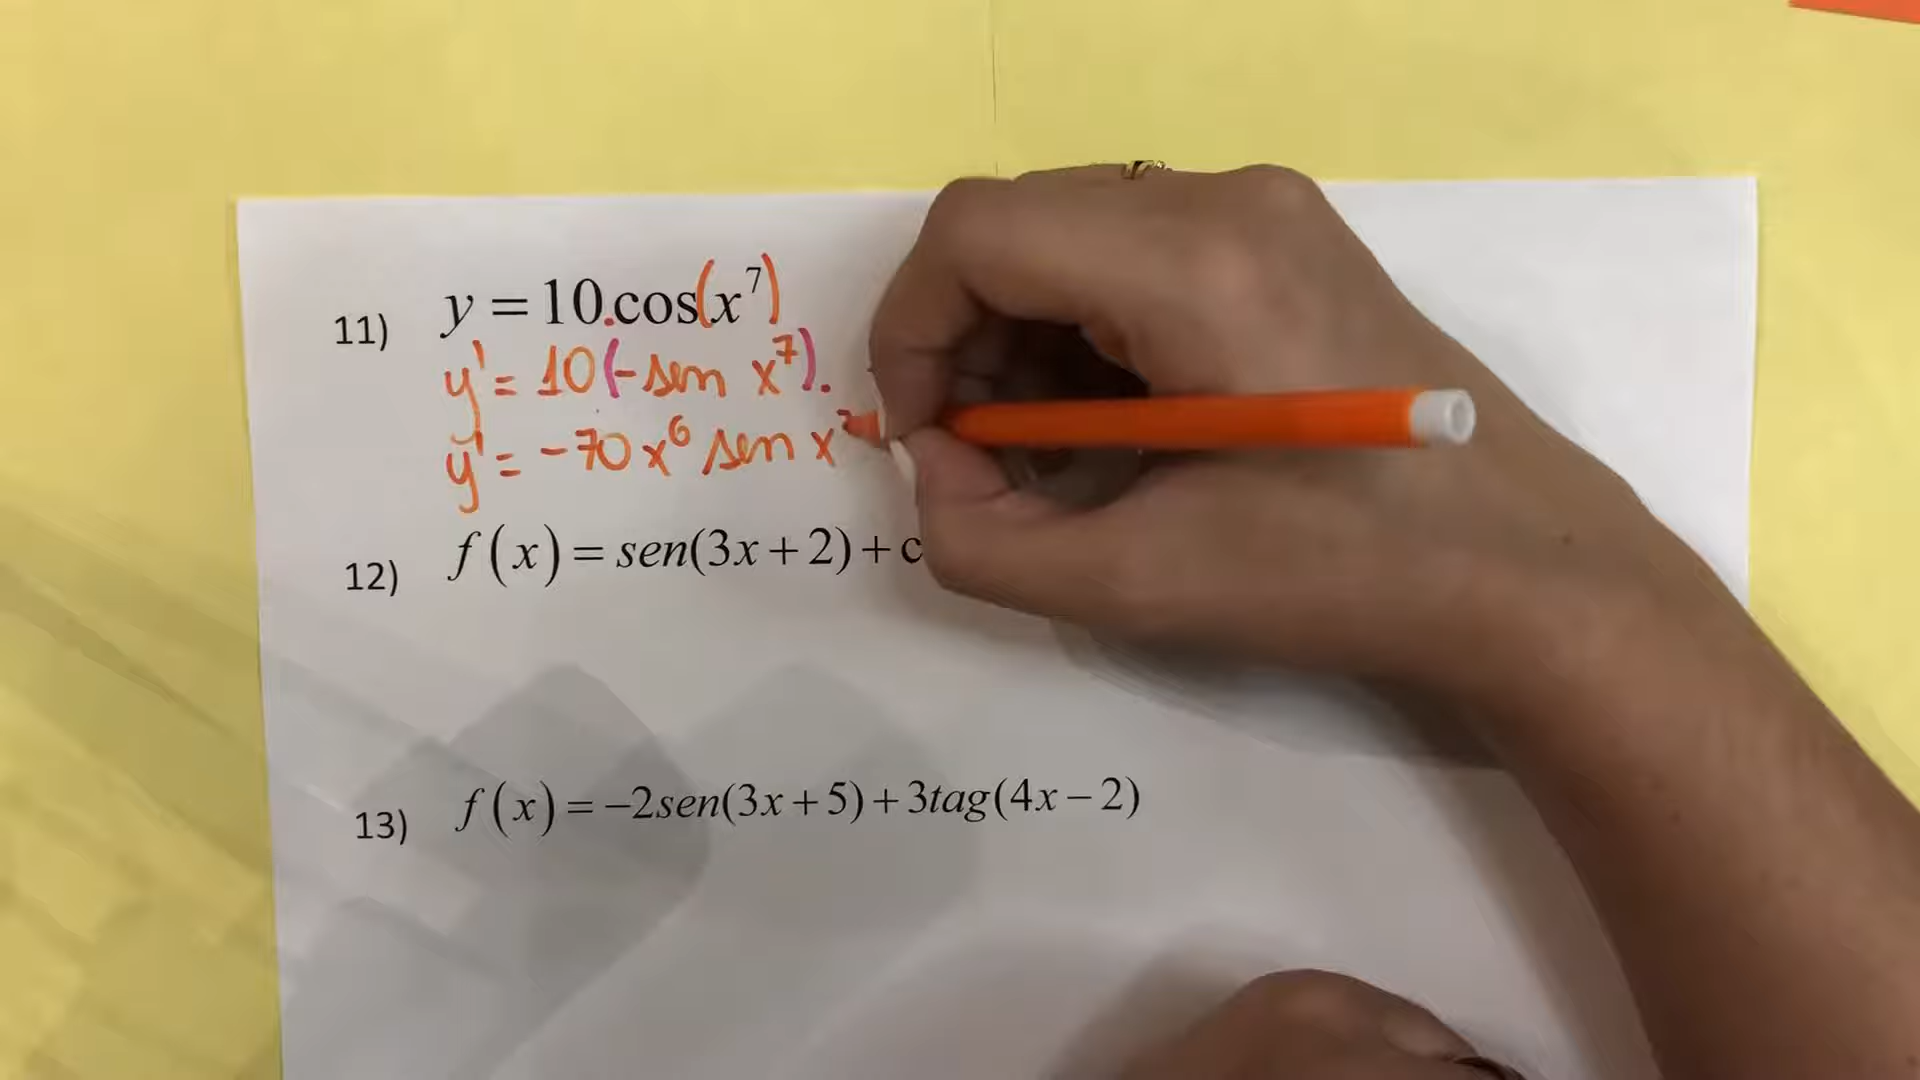 11) y = 10.cos(x⁷)
y' = 10(-sen x⁷).
y' = -70x⁶ sen x⁷
12) f(x) = sen(3x+2)+c
13) f(x) = -2sen(3x+5)+3tag(4x-2)